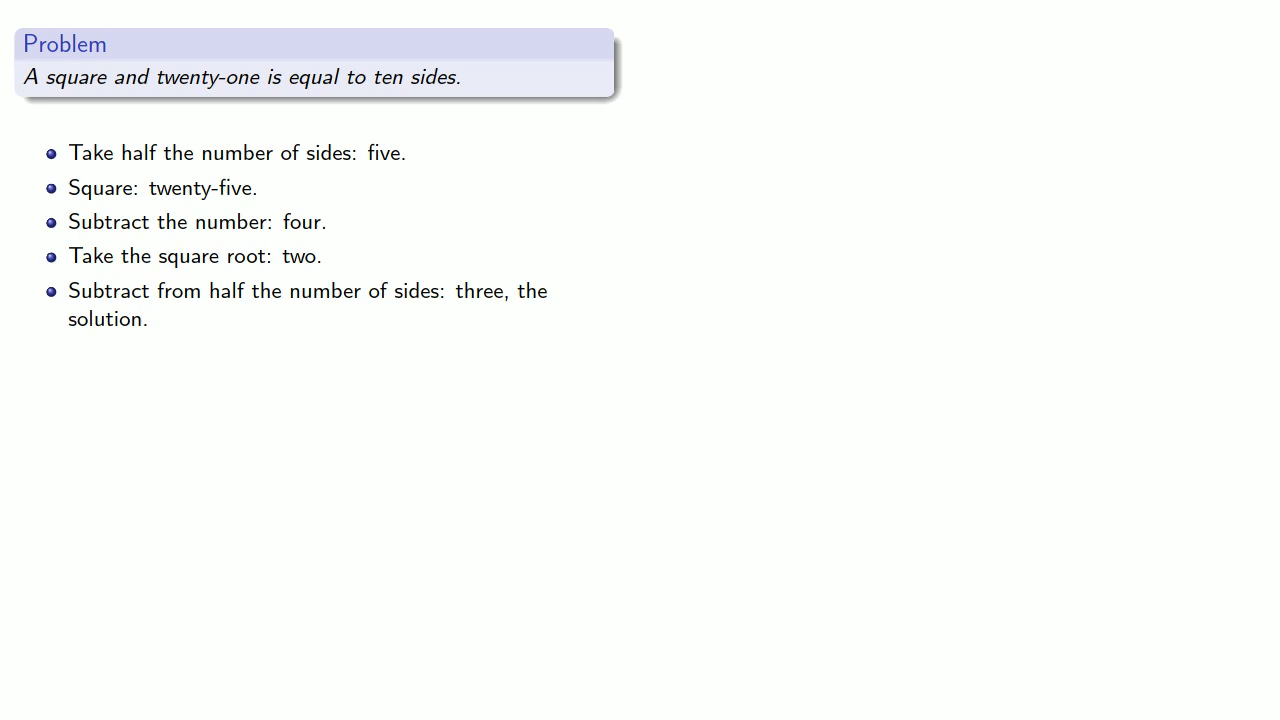 Problem
A square and twenty-one is equal to ten sides.
Take half the number of sides: five.
Square: twenty-five.
Subtract the number: four.
Take the square root: two.
Subtract from half the number of sides: three, the
solution.